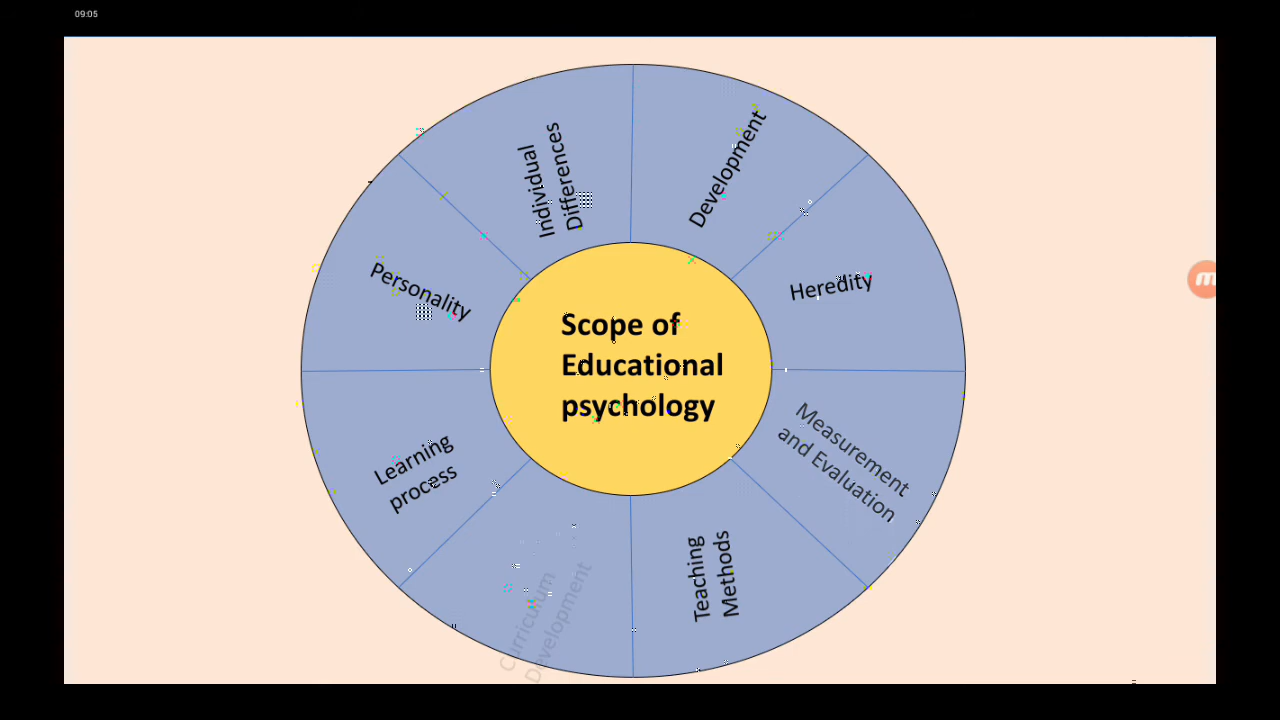 09:05
Individual
Differences
Development
Personality
Heredity
Scope of
Educational
psychology
Learning
process
Measurement
and Evaluation
Curriculum
Development
Teaching
Methods